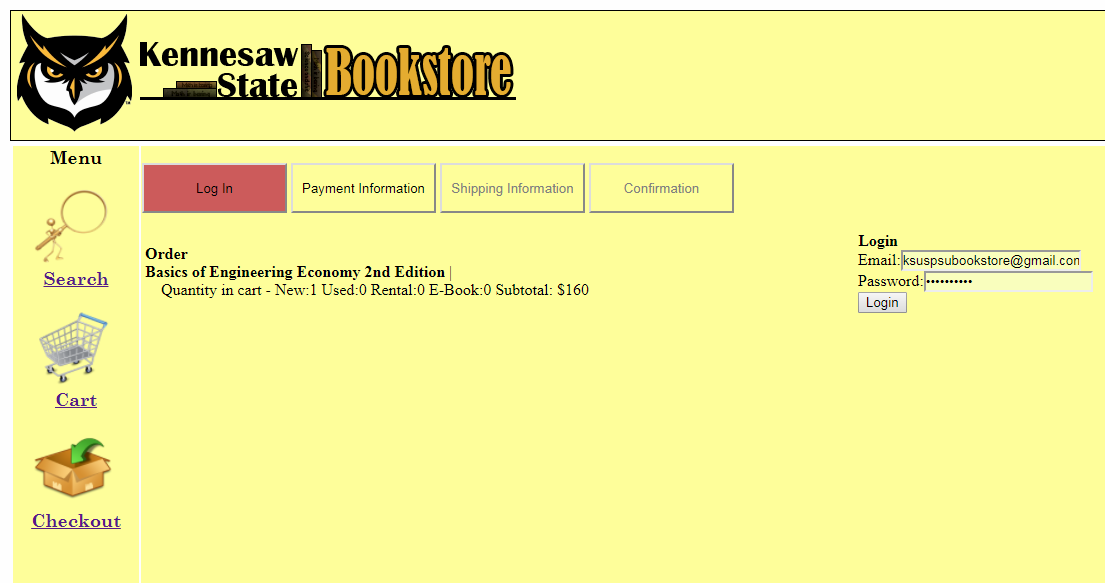 Kennesaw
State
Bookstore
Menu
Search
Cart
Checkout
Log In
Payment Information
Shipping Information
Confirmation
Order
Basics of Engineering Economy 2nd Edition |
Quantity in cart - New:1 Used:0 Rental:0 E-Book:0 Subtotal: $160
Login
Email:ksuspsubookstore@gmail.con
Password:••••••••••
Login